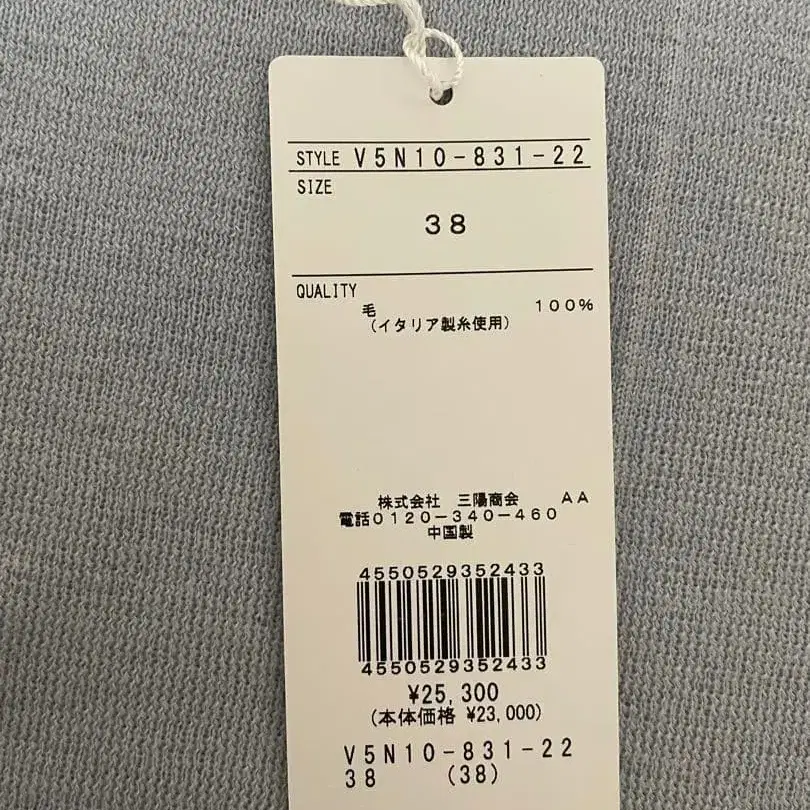 STYLE V5N10-831-22
SIZE
38
QUALITY
毛 100%
(イタリア製糸使用)
株式会社 三陽商会 AA
電話0120-340-460
中国製
4550529352433
4550529352433
¥25,300
(本体価格 ¥23,000)
V5N10-831-22
38 (38)